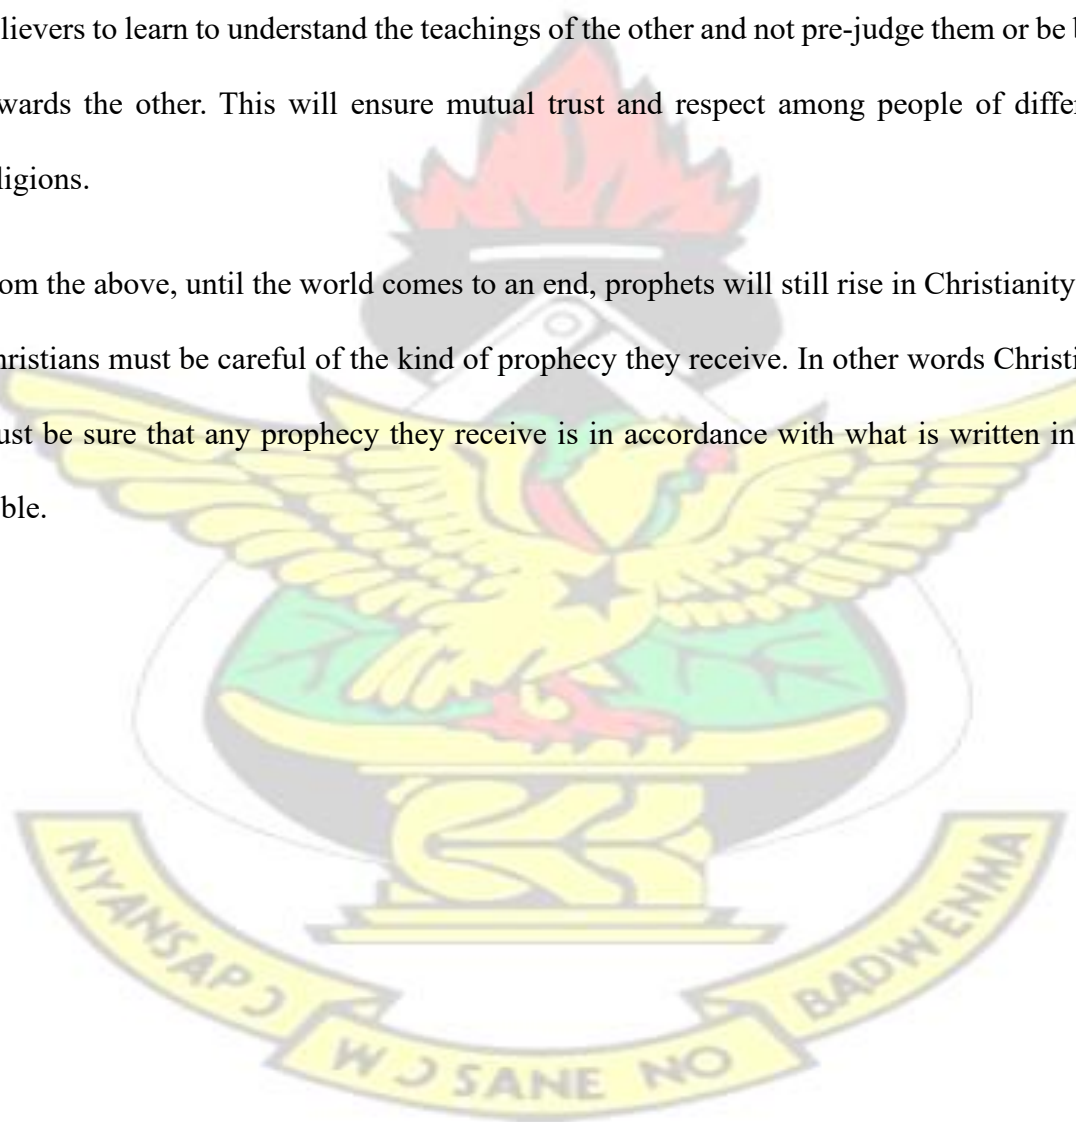 lievers to learn to understand the teachings of the other and not pre-judge them or be
wards the other. This will ensure mutual trust and respect among people of differ
ligions.
om the above, until the world comes to an end, prophets will still rise in Christianity
hristians must be careful of the kind of prophecy they receive. In other words Christi
ust be sure that any prophecy they receive is in accordance with what is written in
ble.
NYANSAPƆ
WƆ SANE NO
BADWENMA